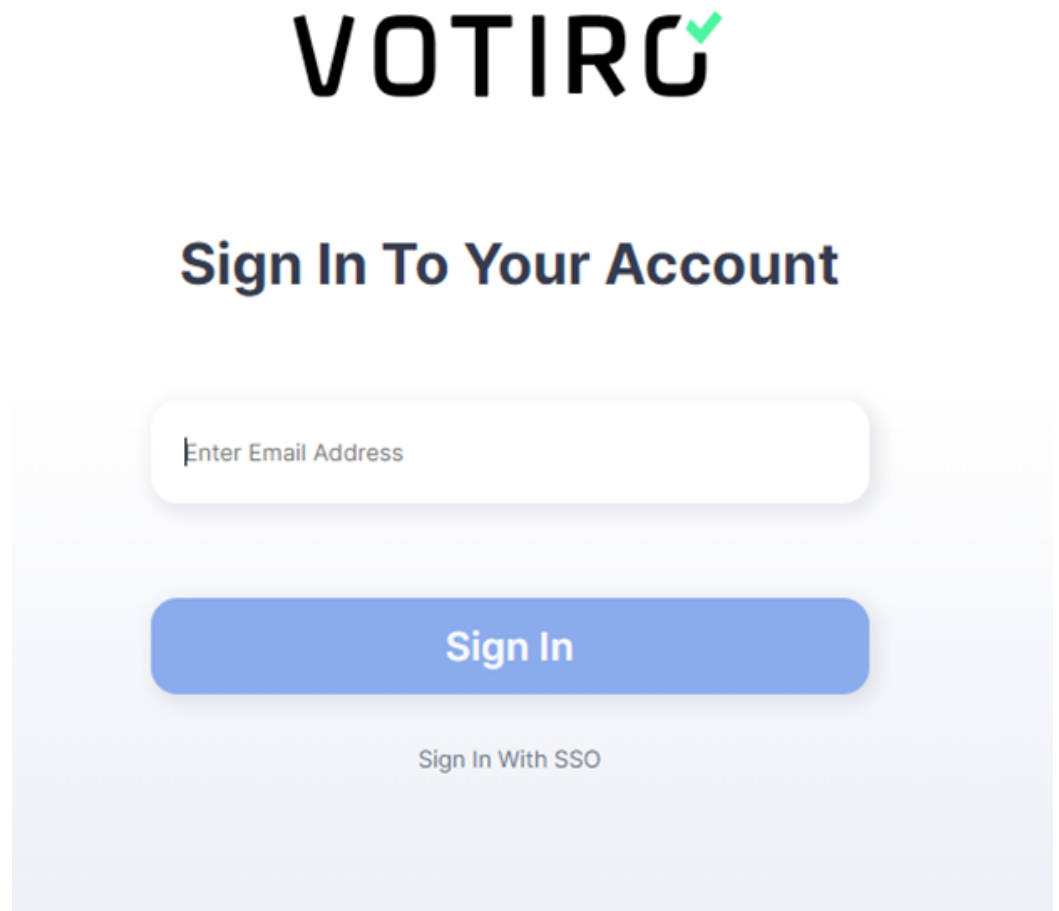 VOTIRO
Sign In To Your Account
Enter Email Address
Sign In
Sign In With SSO